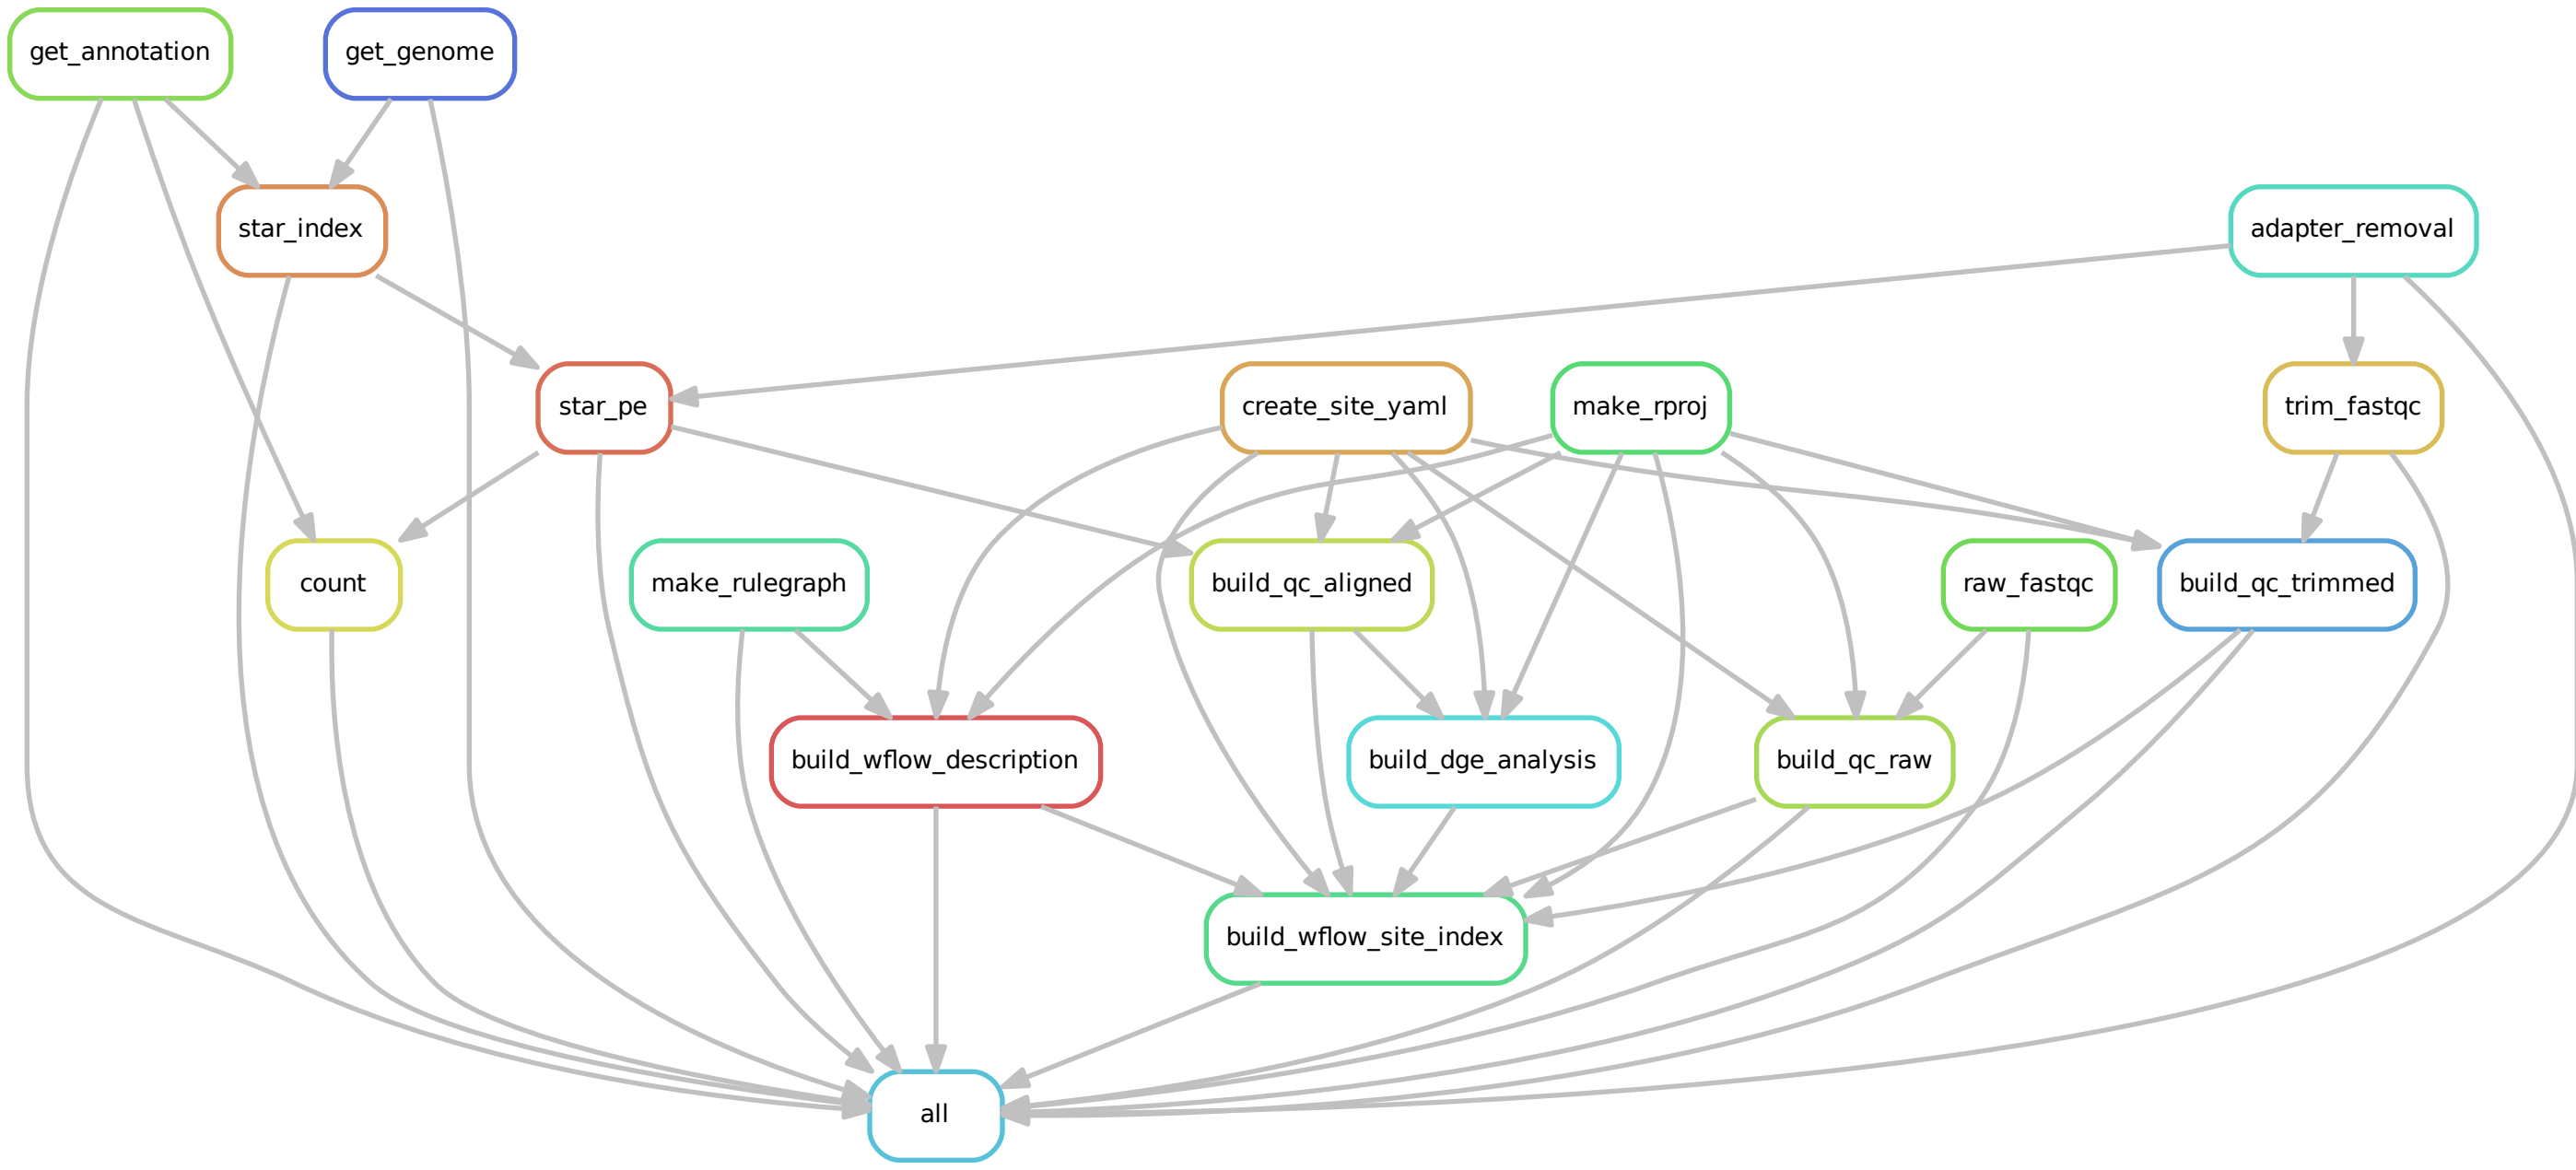 get_annotation
get_genome
star_index
adapter_removal
star_pe
create_site_yaml
make_rproj
trim_fastqc
count
make_rulegraph
build_qc_aligned
raw_fastqc
build_qc_trimmed
build_wflow_description
build_dge_analysis
build_qc_raw
build_wflow_site_index
all